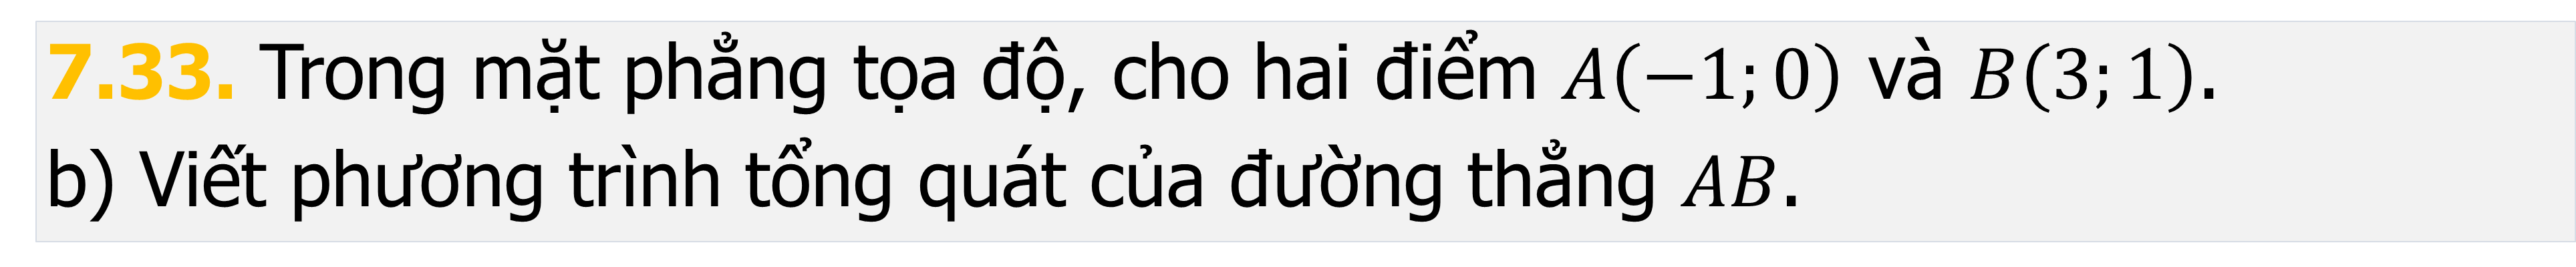 7.33. Trong mặt phẳng tọa độ, cho hai điểm A(−1; 0) và B(3; 1).
b) Viết phương trình tổng quát của đường thẳng AB.